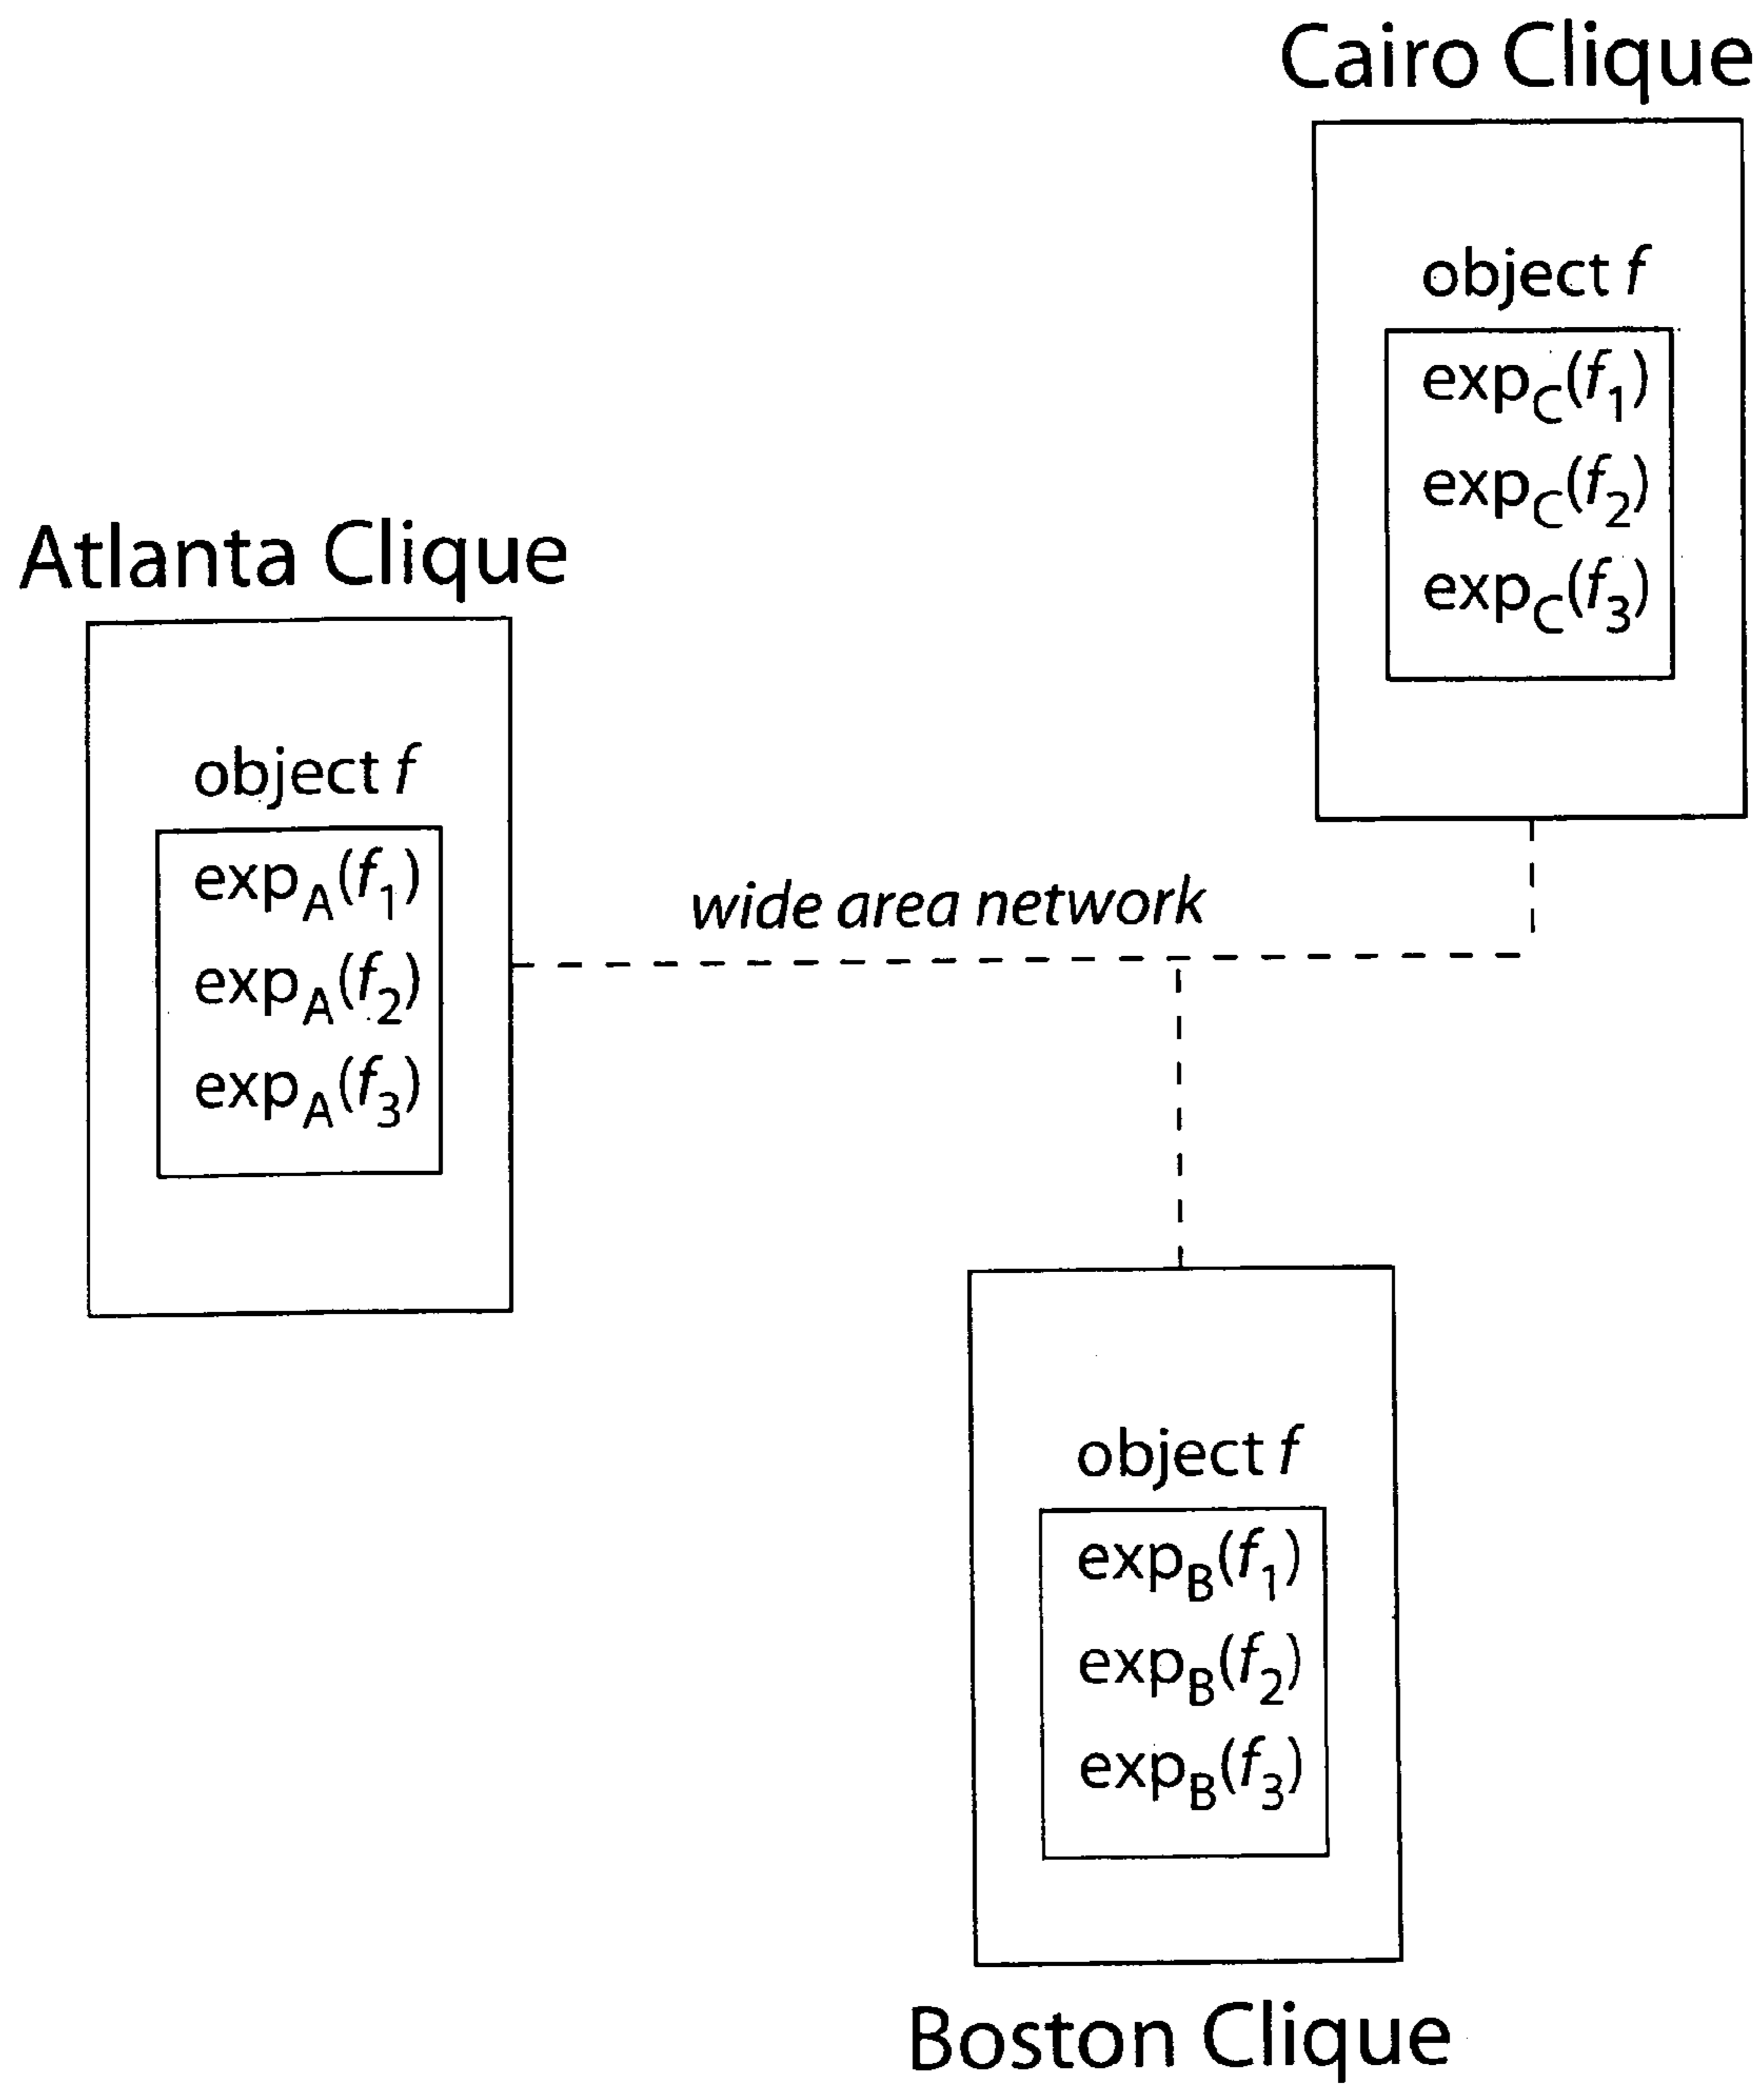 Cairo Clique
object f
exp_C(f_1)
exp_C(f_2)
exp_C(f_3)
Atlanta Clique
object f
exp_A(f_1)
exp_A(f_2)
exp_A(f_3)
wide area network
object f
exp_B(f_1)
exp_B(f_2)
exp_B(f_3)
Boston Clique